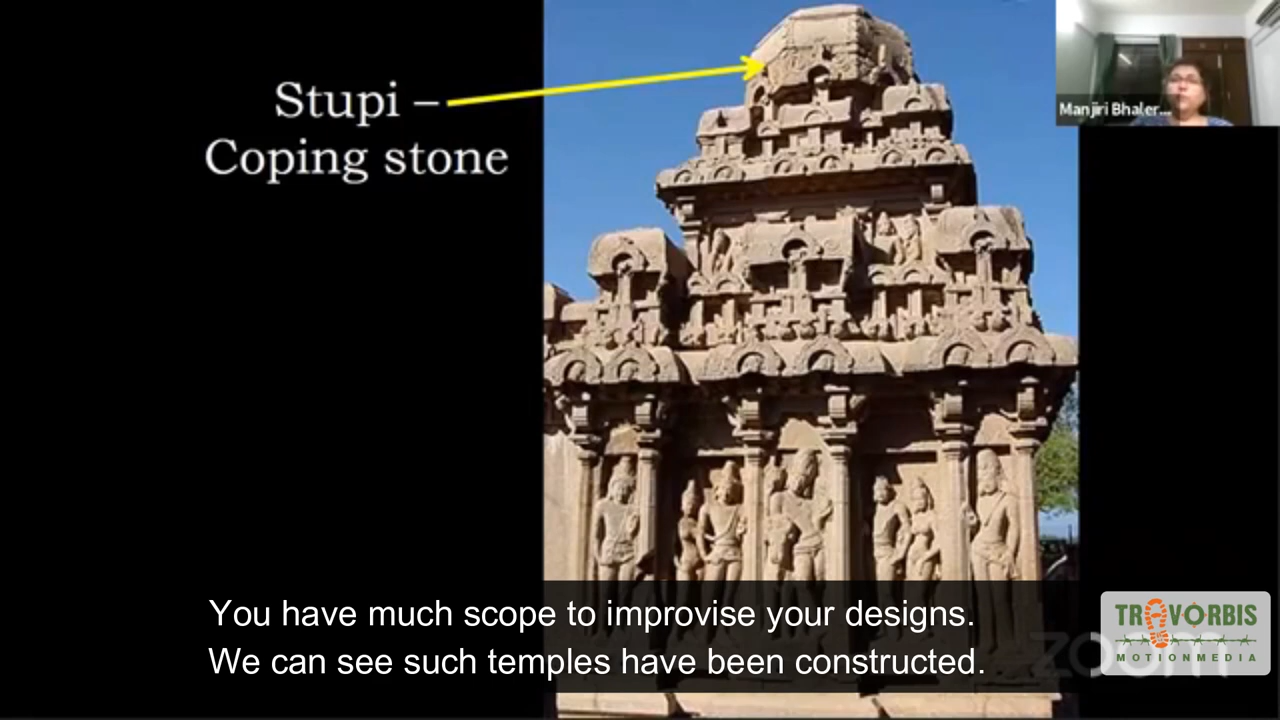 Stupi –
Coping stone
Manjiri Bhaler...
You have much scope to improvise your designs.
We can see such temples have been constructed.
zoom
TRAVORBIS
MOTIONMEDIA